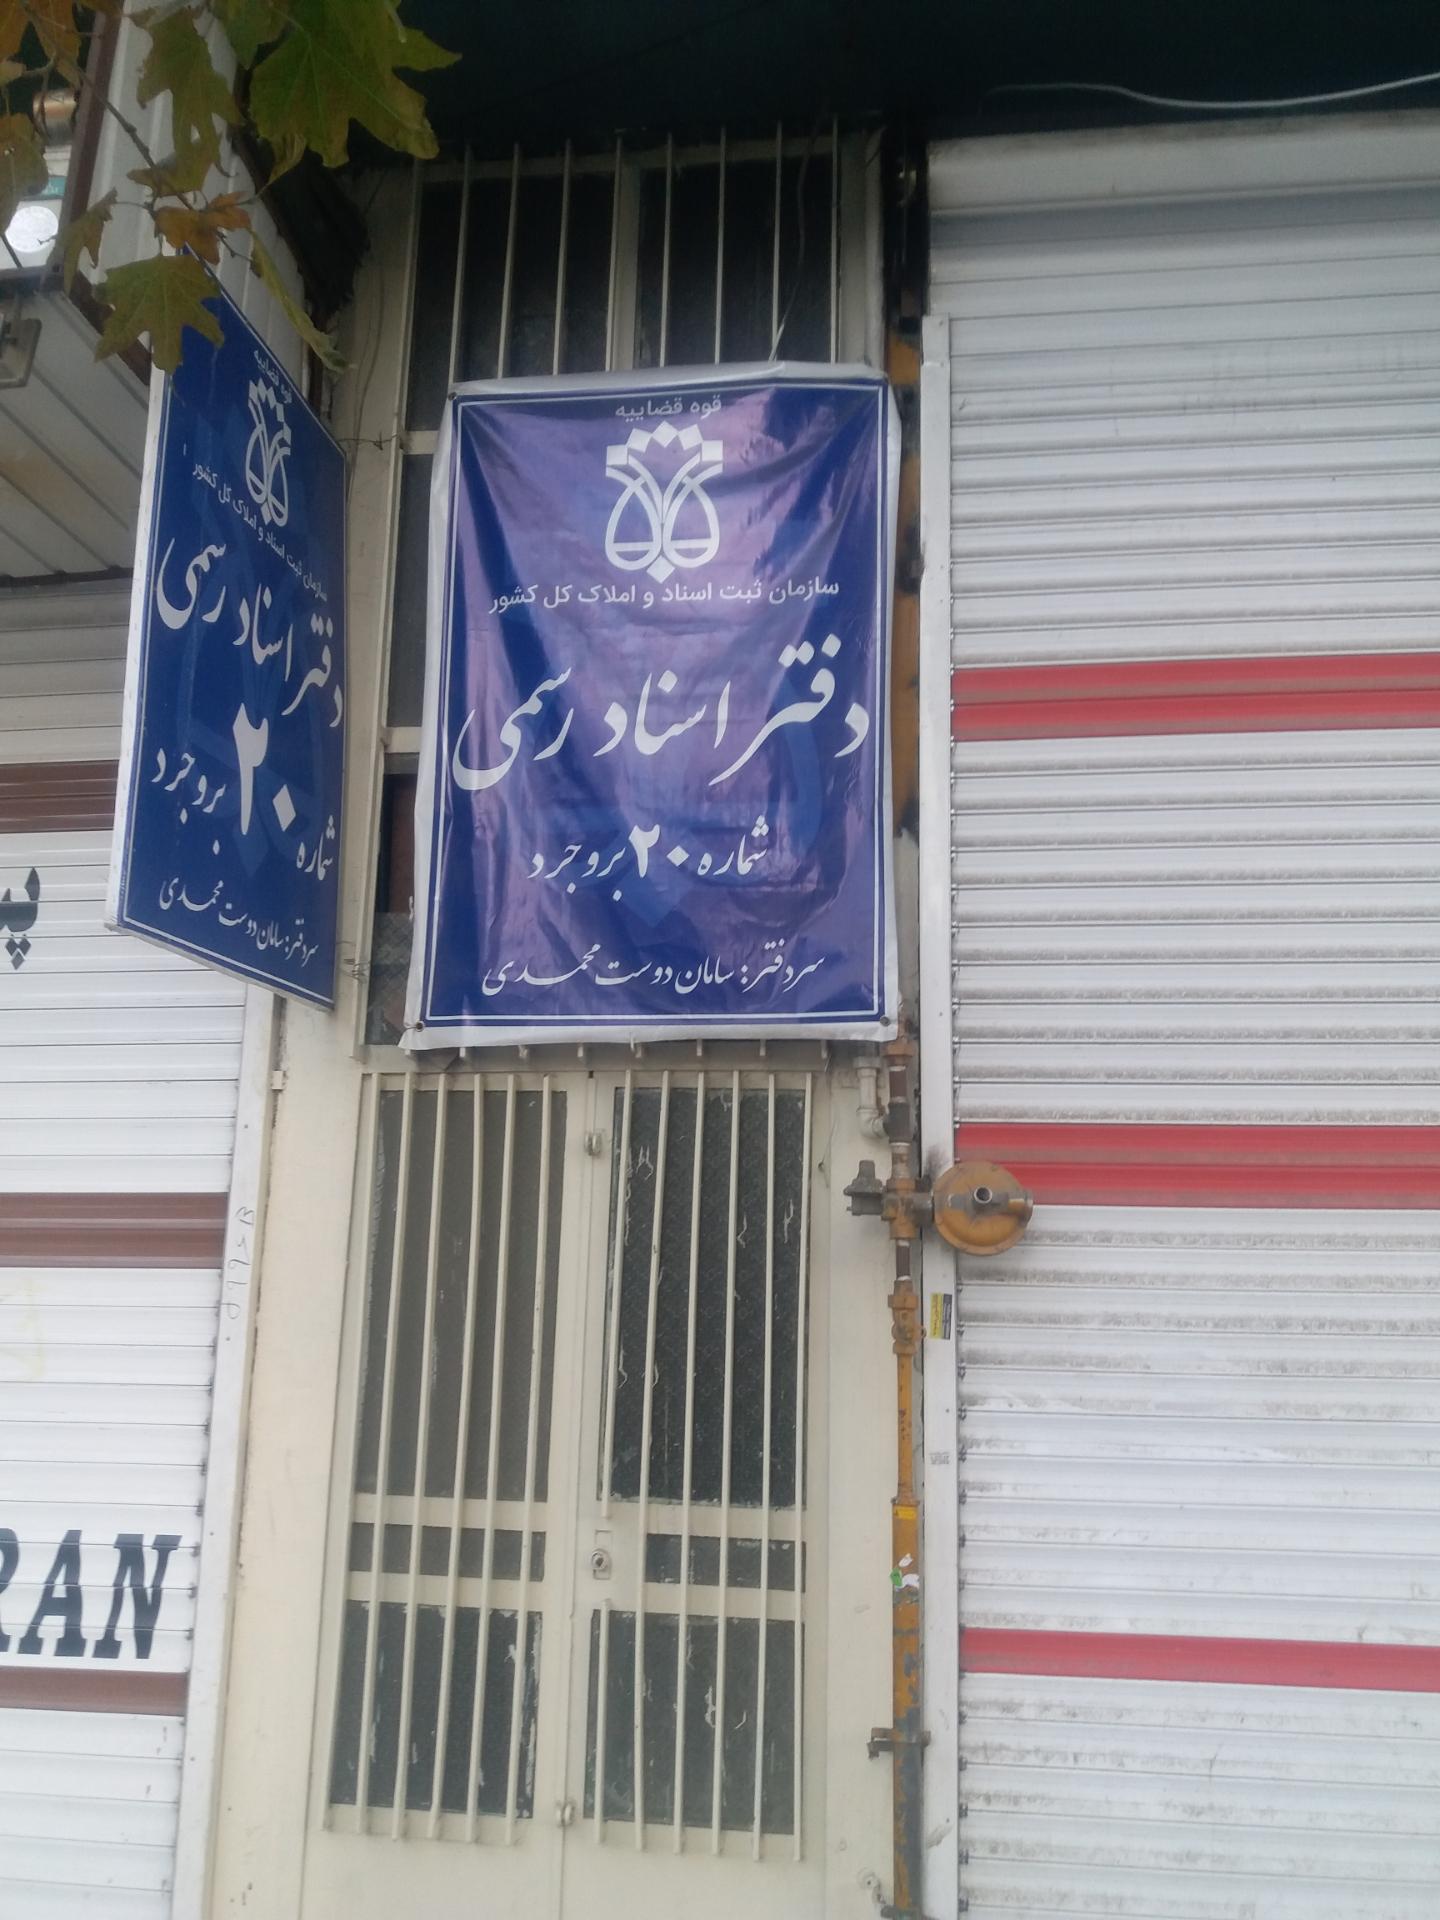 قوه قضاییه
سازمان ثبت اسناد و املاک کل کشور
دفتر اسناد رسمی
شماره ۲۰ بروجرد
سردفتر: سامان دوست محمدی
قوه قضاییه
سازمان ثبت اسناد و املاک کل کشور
دفتر اسناد رسمی
شماره ۲۰ بروجرد
سردفتر: سامان دوست محمدی
RAN